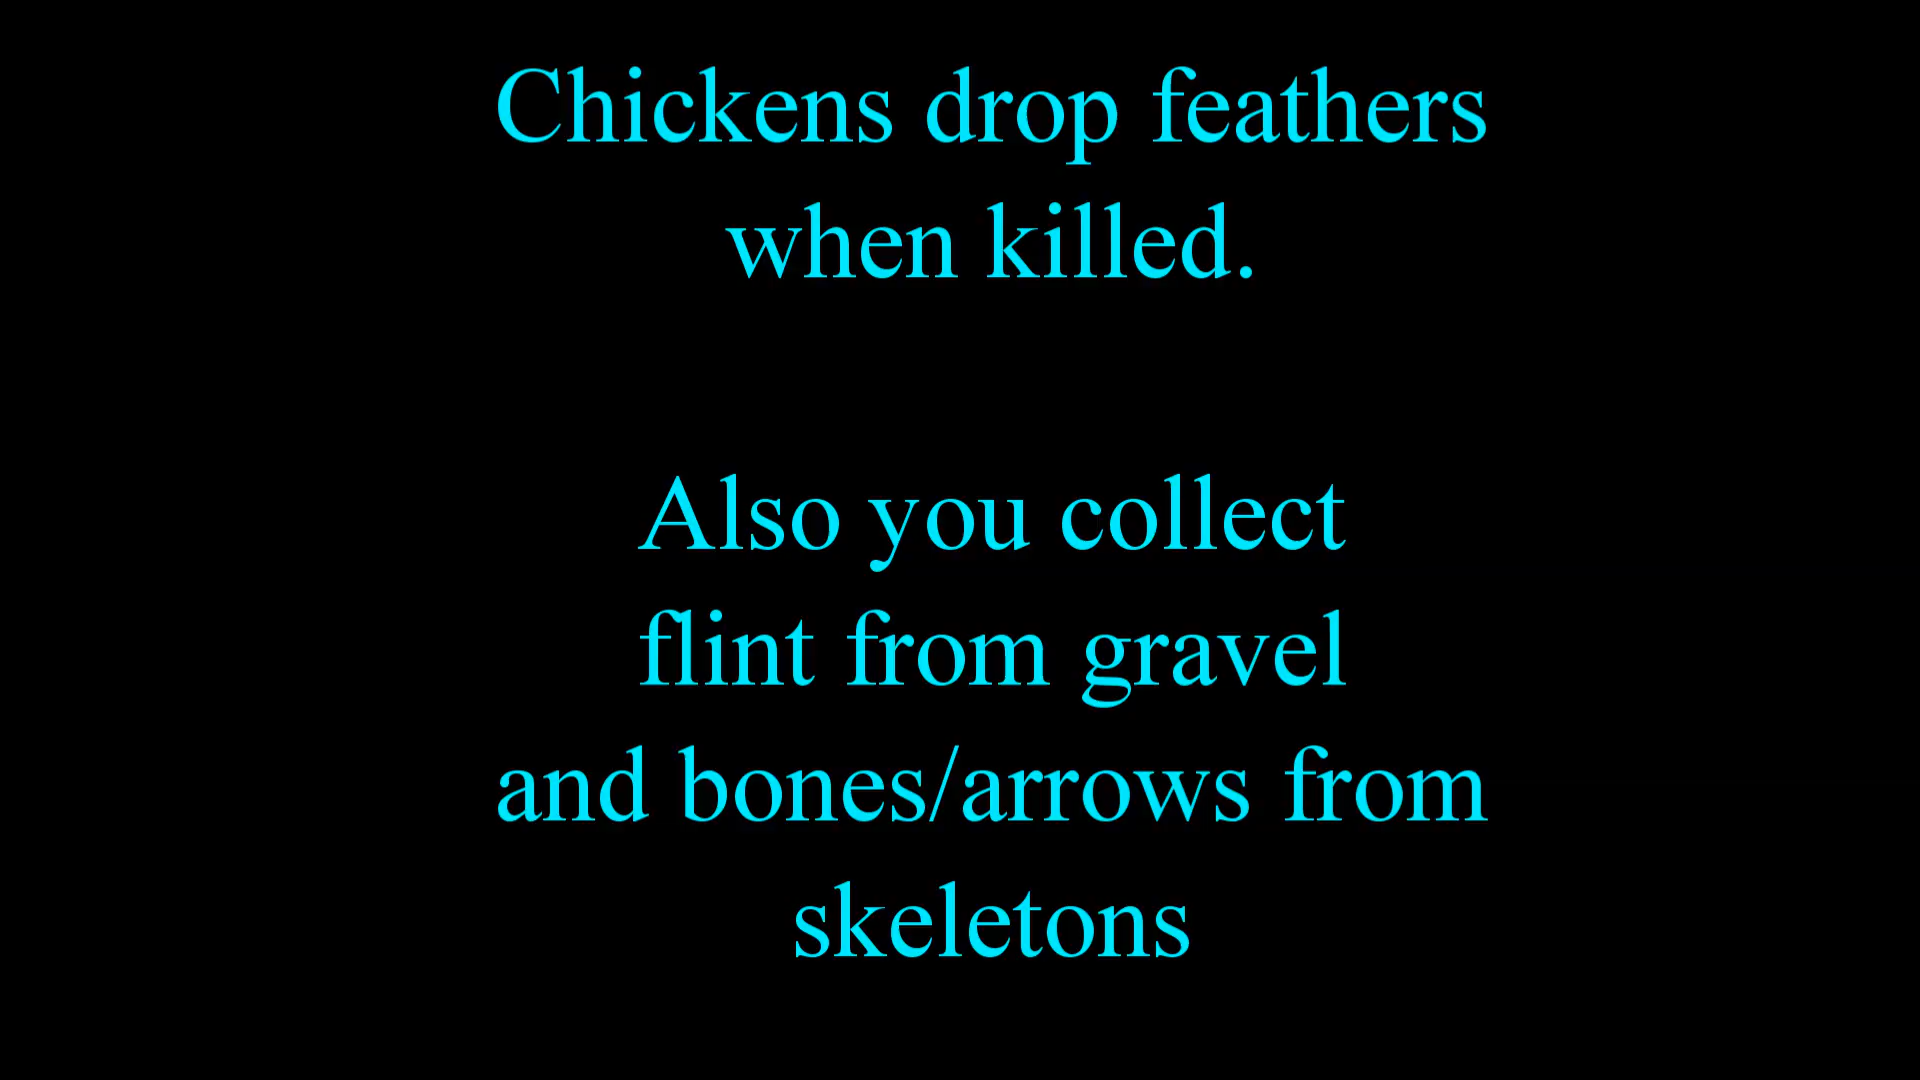 Chickens drop feathers
when killed.
Also you collect
flint from gravel
and bones/arrows from
skeletons